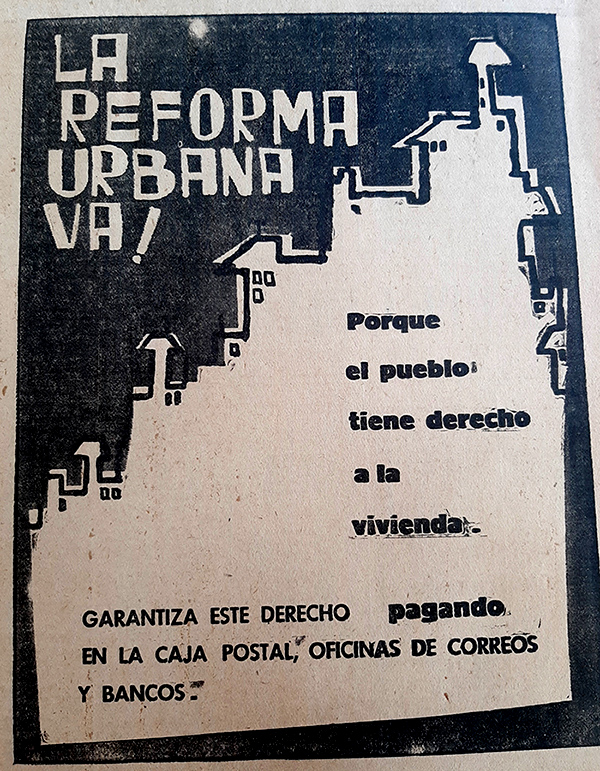 LA
REFORMA
URBANA
VA!
Porque
el pueblo
tiene derecho
a la
vivienda.
GARANTIZA ESTE DERECHO pagando
EN LA CAJA POSTAL, OFICINAS DE CORREOS
Y BANCOS.